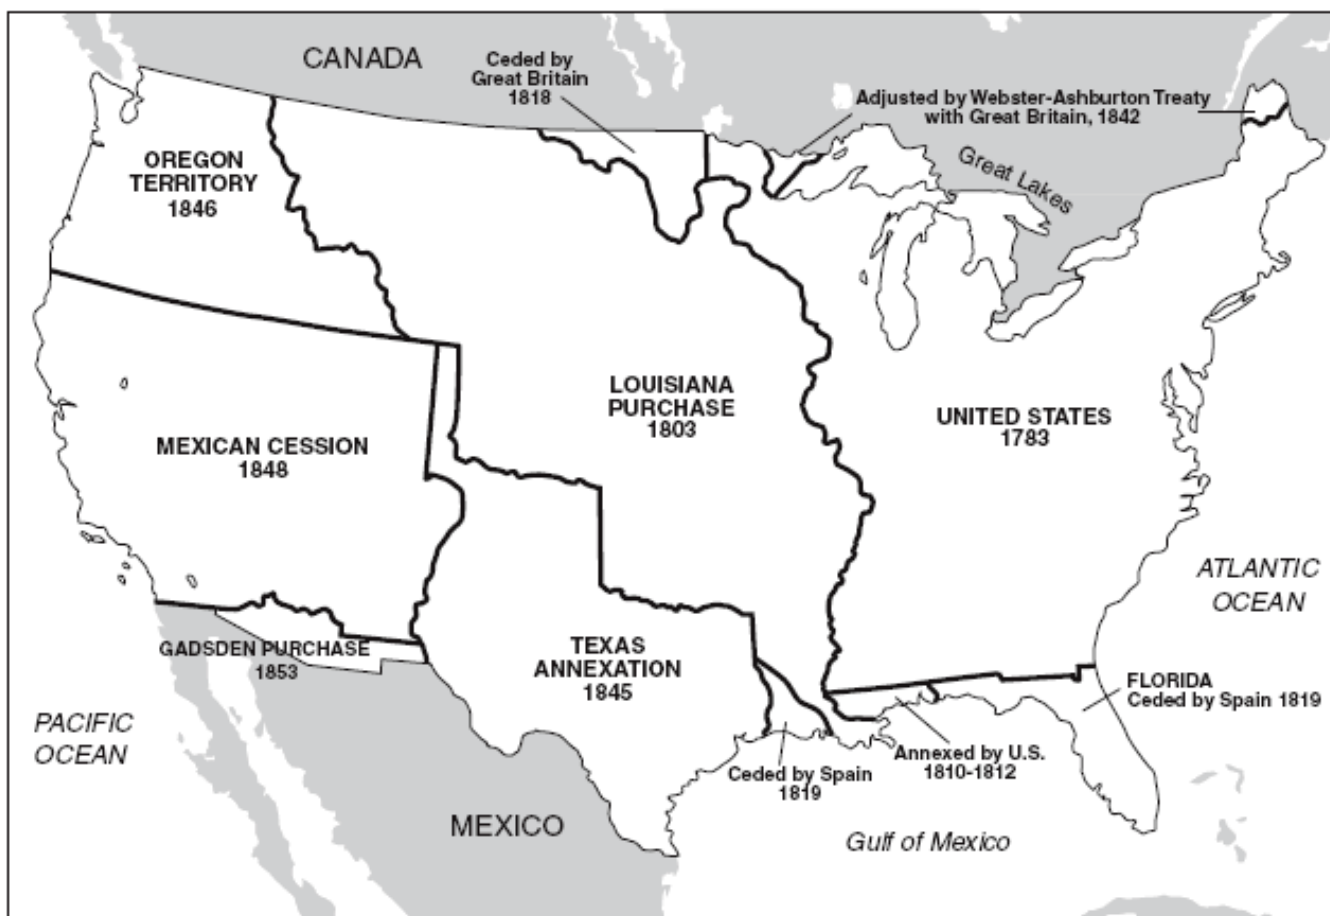 CANADA
Ceded by
Great Britain
1818
Adjusted by Webster-Ashburton Treaty
with Great Britain, 1842
Great Lakes
OREGON
TERRITORY
1846
LOUISIANA
PURCHASE
1803
UNITED STATES
1783
MEXICAN CESSION
1848
ATLANTIC
OCEAN
GADSDEN PURCHASE
1853
TEXAS
ANNEXATION
1845
FLORIDA
Ceded by Spain 1819
PACIFIC
OCEAN
Ceded by Spain
1819
Annexed by U.S.
1810-1812
MEXICO
Gulf of Mexico